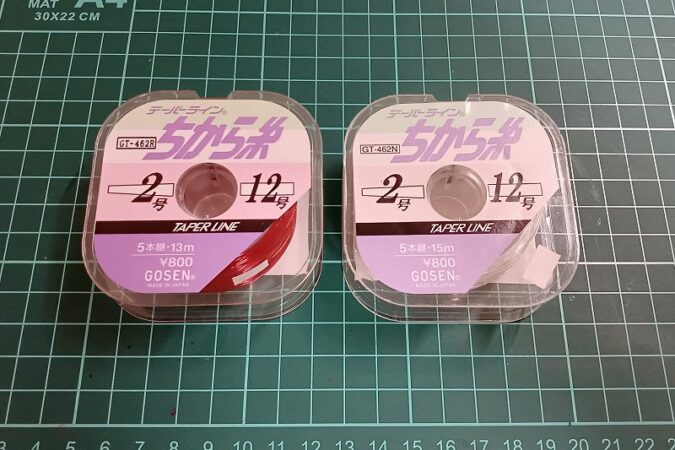 MAT A4
30X22 CM
テーパーライン®
ちから糸
GT-462R
2号 12号
TAPER LINE
5本継・13m
¥800
GOSEN®
MADE IN JAPAN
テーパーライン®
ちから糸
GT-462N
2号 12号
TAPER LINE
5本継・15m
¥800
GOSEN®
MADE IN JAPAN
3 4 5 6 7 8 9 10 11 12 13 14 15 16 17 18 19 20 21 22